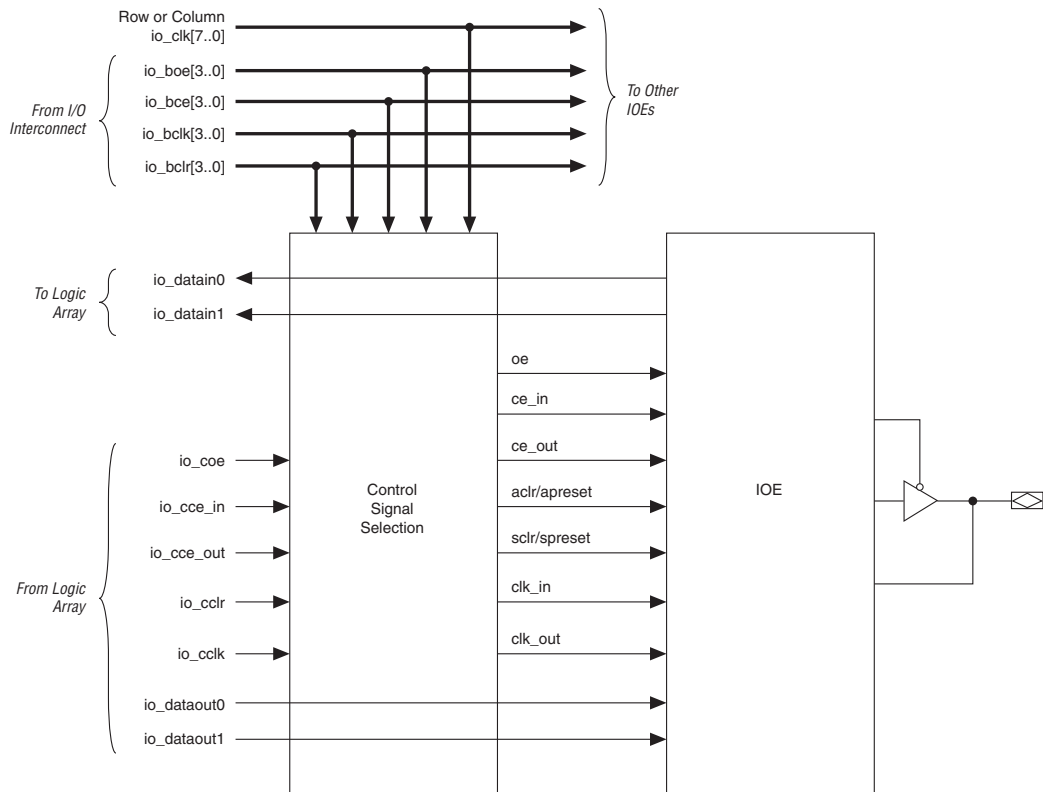 Row or Column
io_clk[7..0]
io_boe[3..0]
From I/O
Interconnect
io_bce[3..0]
io_bclk[3..0]
io_bclr[3..0]
To Other
IOEs
io_datain0
To Logic
Array
io_datain1
oe
ce_in
io_coe
ce_out
io_cce_in
aclr/apreset
Control
Signal
Selection
IOE
io_cce_out
sclr/spreset
From Logic
Array
io_cclr
clk_in
io_cclk
clk_out
io_dataout0
io_dataout1